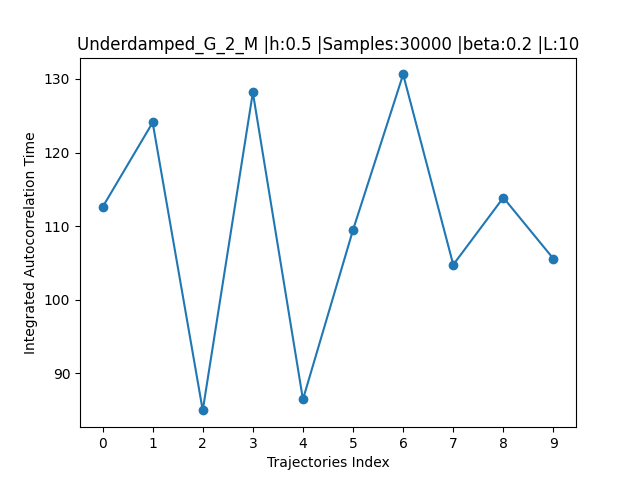 Underdamped_G_2_M |h:0.5 |Samples:30000 |beta:0.2 |L:10
Integrated Autocorrelation Time
130
120
110
100
90
0 1 2 3 4 5 6 7 8 9
Trajectories Index